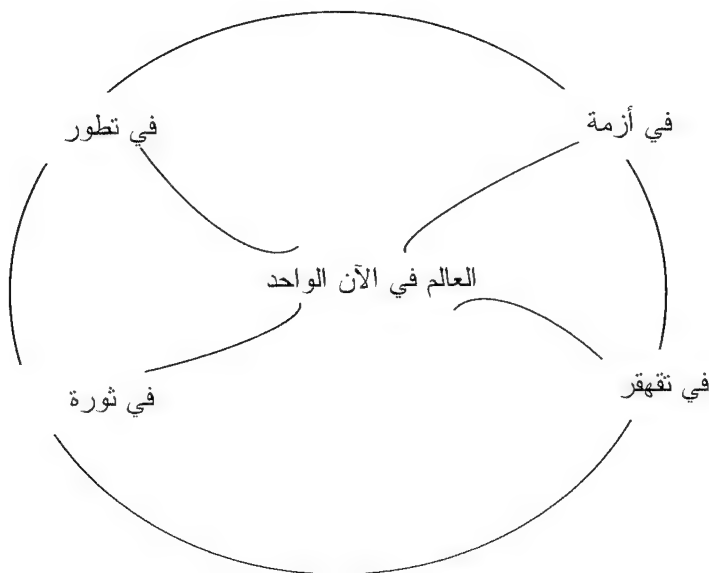 في أزمة
في تطور
العالم في الآن الواحد
في تقهقر
في ثورة